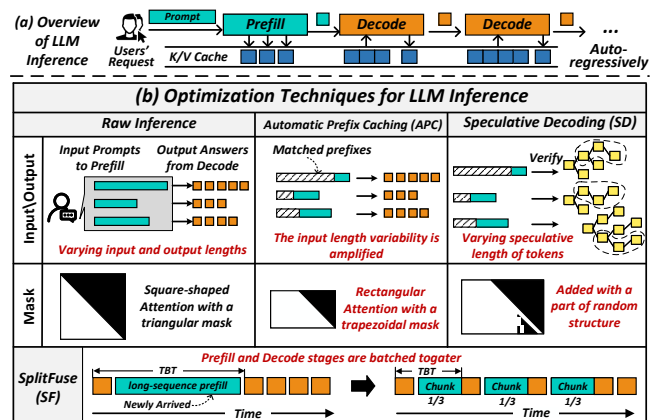 (a) Overview
of LLM
Inference
Users'
Request
Prompt
Prefill
Decode
Decode
...
K/V Cache
Auto-
regressively
(b) Optimization Techniques for LLM Inference
Raw Inference
Automatic Prefix Caching (APC)
Speculative Decoding (SD)
Input\Output
Input Prompts
to Prefill
Output Answers
from Decode
Varying input and output lengths
Matched prefixes
The input length variability is
amplified
Verify
Varying speculative
length of tokens
Mask
Square-shaped
Attention with a
triangular mask
Rectangular
Attention with a
trapezoidal mask
Added with a
part of random
structure
SplitFuse
(SF)
Prefill and Decode stages are batched togater
TBT
long-sequence prefill
Newly Arrived
Time
TBT
Chunk
Chunk
Chunk
1/3
1/3
1/3
Time